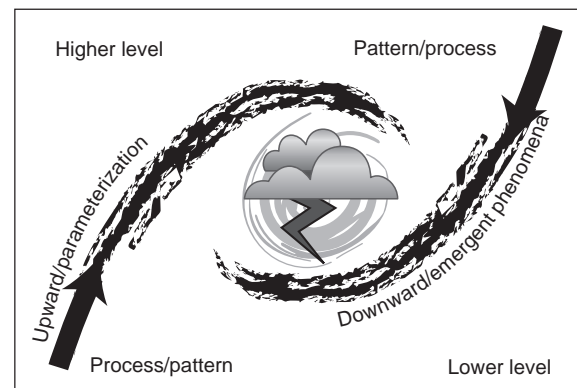 Higher level
Pattern/process
Upward/parameterization
Downward/emergent phenomena
Process/pattern
Lower level